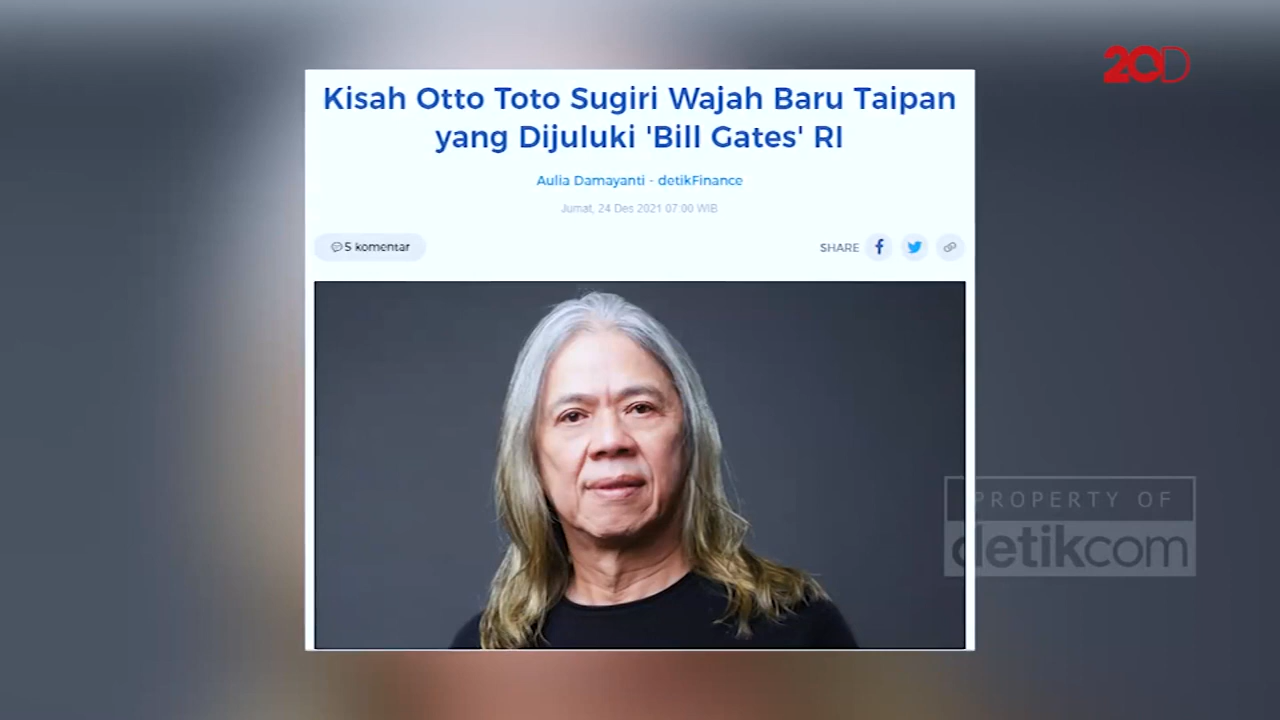 20D
Kisah Otto Toto Sugiri Wajah Baru Taipan
yang Dijuluki 'Bill Gates' RI
Aulia Damayanti - detikFinance
Jumat, 24 Des 2021 07:00 WIB
5 komentar
SHARE
PROPERTY OF
detikcom